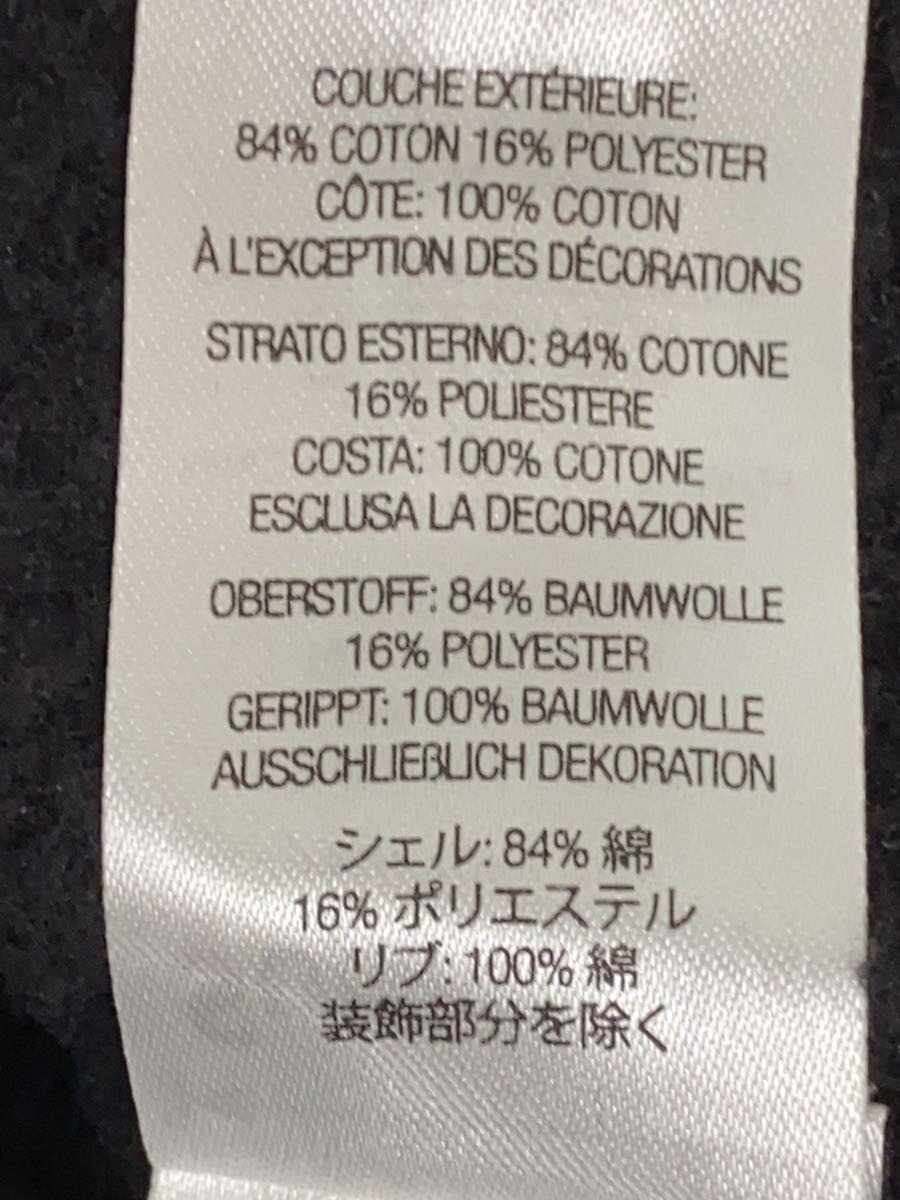 COUCHE EXTÉRIEURE:
84% COTON 16% POLYESTER
CÔTE: 100% COTON
À L'EXCEPTION DES DÉCORATIONS
STRATO ESTERNO: 84% COTONE
16% POLIESTERE
COSTA: 100% COTONE
ESCLUSA LA DECORAZIONE
OBERSTOFF: 84% BAUMWOLLE
16% POLYESTER
GERIPPT: 100% BAUMWOLLE
AUSSCHLIEßLICH DEKORATION
シェル: 84% 綿
16% ポリエステル
リブ: 100% 綿
装飾部分を除く